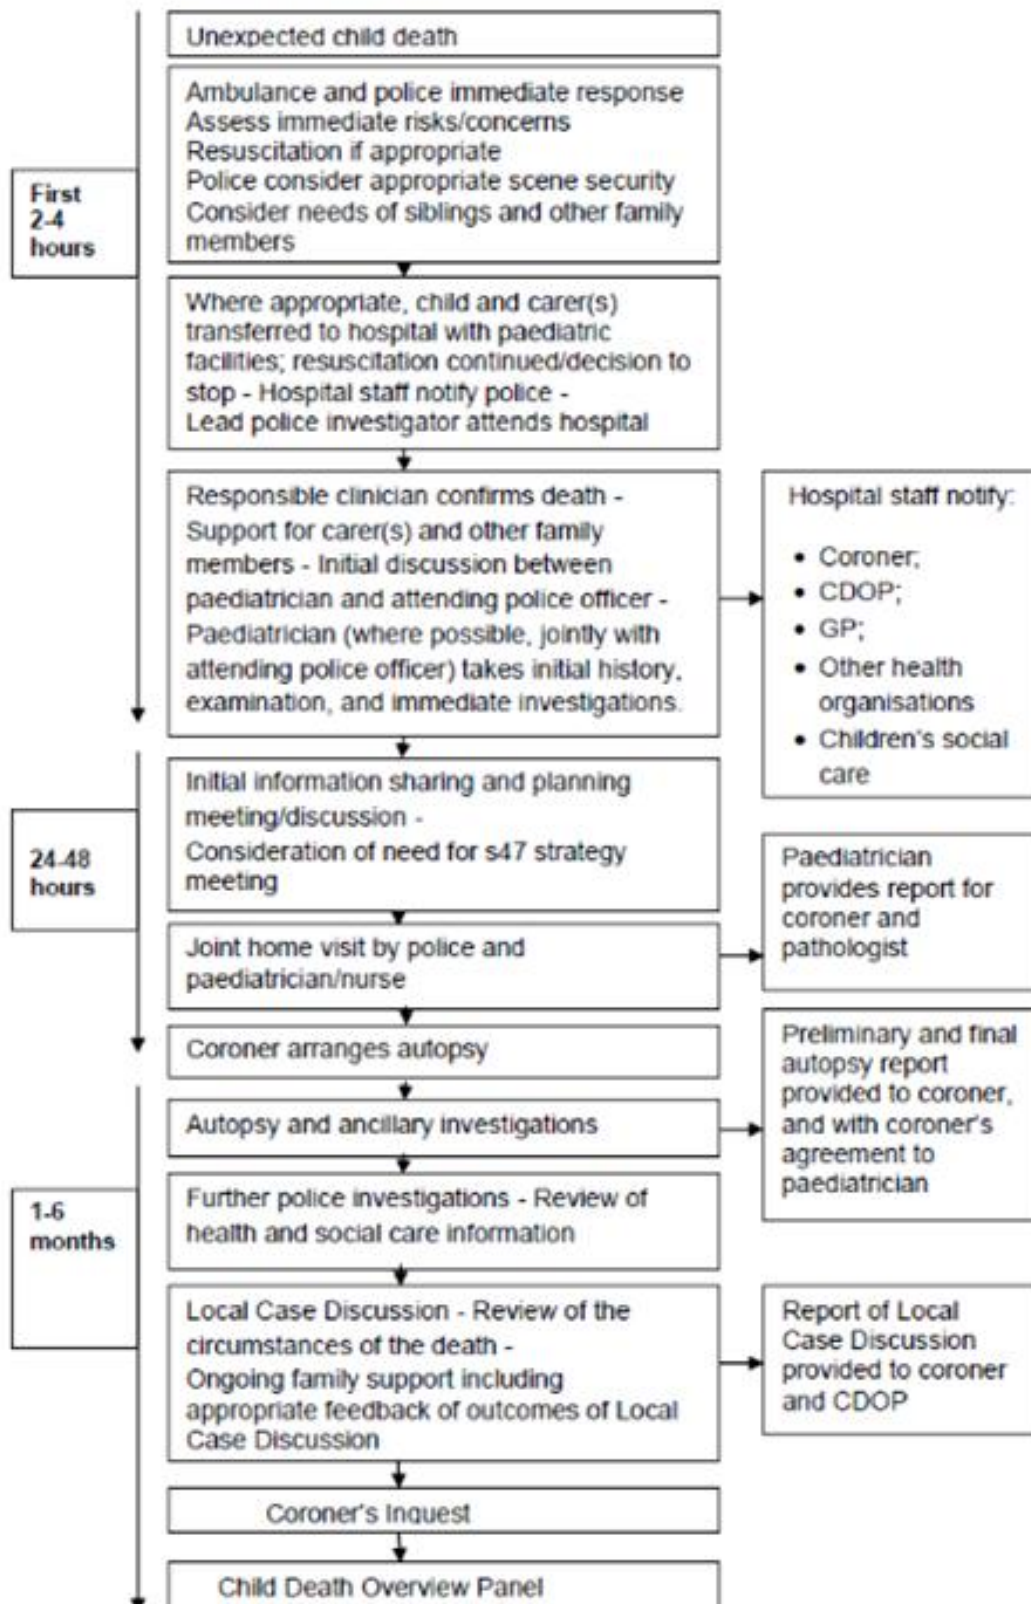 Unexpected child death
Ambulance and police immediate response
Assess immediate risks/concerns
Resuscitation if appropriate
Police consider appropriate scene security
Consider needs of siblings and other family
members
First
2-4
hours
Where appropriate, child and carer(s)
transferred to hospital with paediatric
facilities; resuscitation continued/decision to
stop - Hospital staff notify police -
Lead police investigator attends hospital
Responsible clinician confirms death -
Support for carer(s) and other family
members - Initial discussion between
paediatrician and attending police officer -
Paediatrician (where possible, jointly with
attending police officer) takes initial history,
examination, and immediate investigations.
Hospital staff notify:
• Coroner;
• CDOP;
• GP;
• Other health
organisations
• Children's social
care
24-48
hours
Initial information sharing and planning
meeting/discussion -
Consideration of need for s47 strategy
meeting
Joint home visit by police and
paediatrician/nurse
Paediatrician
provides report for
coroner and
pathologist
Coroner arranges autopsy
1-6
months
Autopsy and ancillary investigations
Preliminary and final
autopsy report
provided to coroner,
and with coroner's
agreement to
paediatrician
Further police investigations - Review of
health and social care information
Local Case Discussion - Review of the
circumstances of the death -
Ongoing family support including
appropriate feedback of outcomes of Local
Case Discussion
Report of Local
Case Discussion
provided to coroner
and CDOP
Coroner's Inquest
Child Death Overview Panel